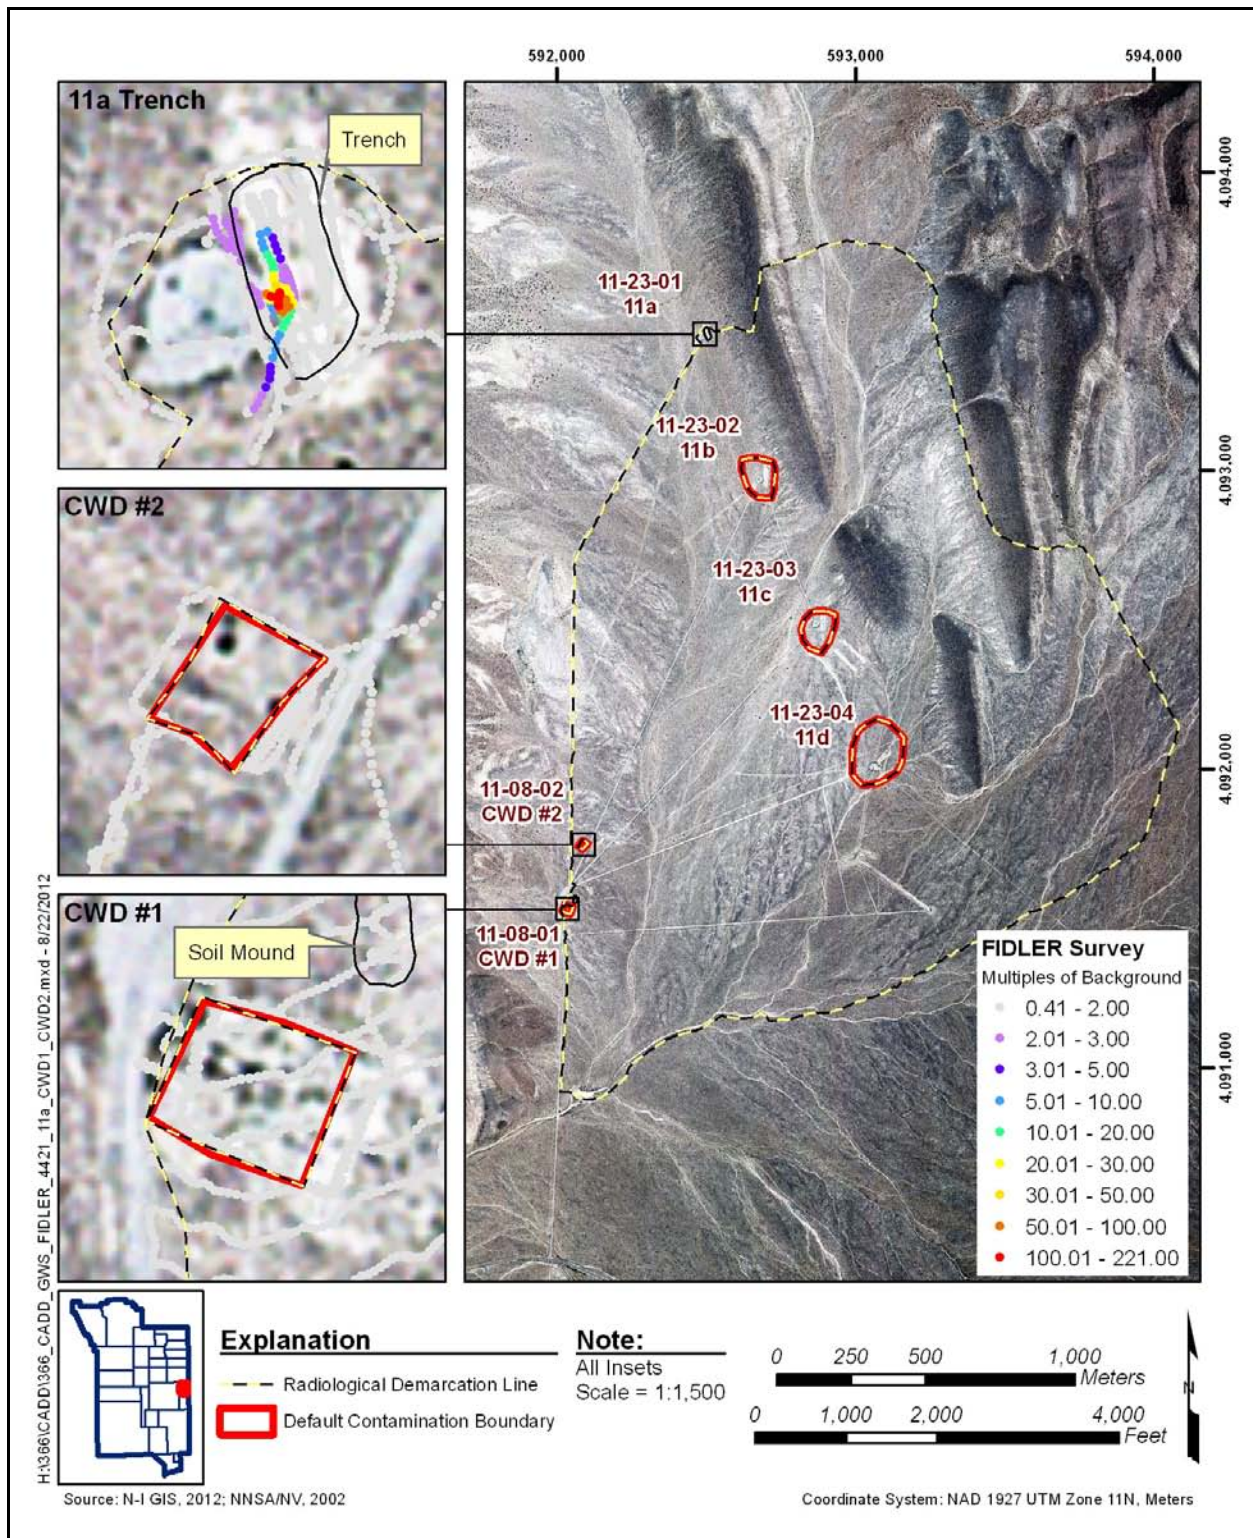 592,000
593,000
594,000
11a Trench
Trench
CWD #2
CWD #1
Soil Mound
11-23-01
11a
11-23-02
11b
11-23-03
11c
11-23-04
11d
11-08-02
CWD #2
11-08-01
CWD #1
4,094,000
4,093,000
4,092,000
4,091,000
FIDLER Survey
Multiples of Background
0.41 - 2.00
2.01 - 3.00
3.01 - 5.00
5.01 - 10.00
10.01 - 20.00
20.01 - 30.00
30.01 - 50.00
50.01 - 100.00
100.01 - 221.00
H:\366\CADD\366_CADD_GWS_FIDLER_4421_11a_CWD1_CWD2.mxd - 8/22/2012
Explanation
Radiological Demarcation Line
Default Contamination Boundary
Note:
All Insets
Scale = 1:1,500
0 250 500 1,000
Meters
0 1,000 2,000 4,000
Feet
N
Source: N-I GIS, 2012; NNSA/NV, 2002
Coordinate System: NAD 1927 UTM Zone 11N, Meters